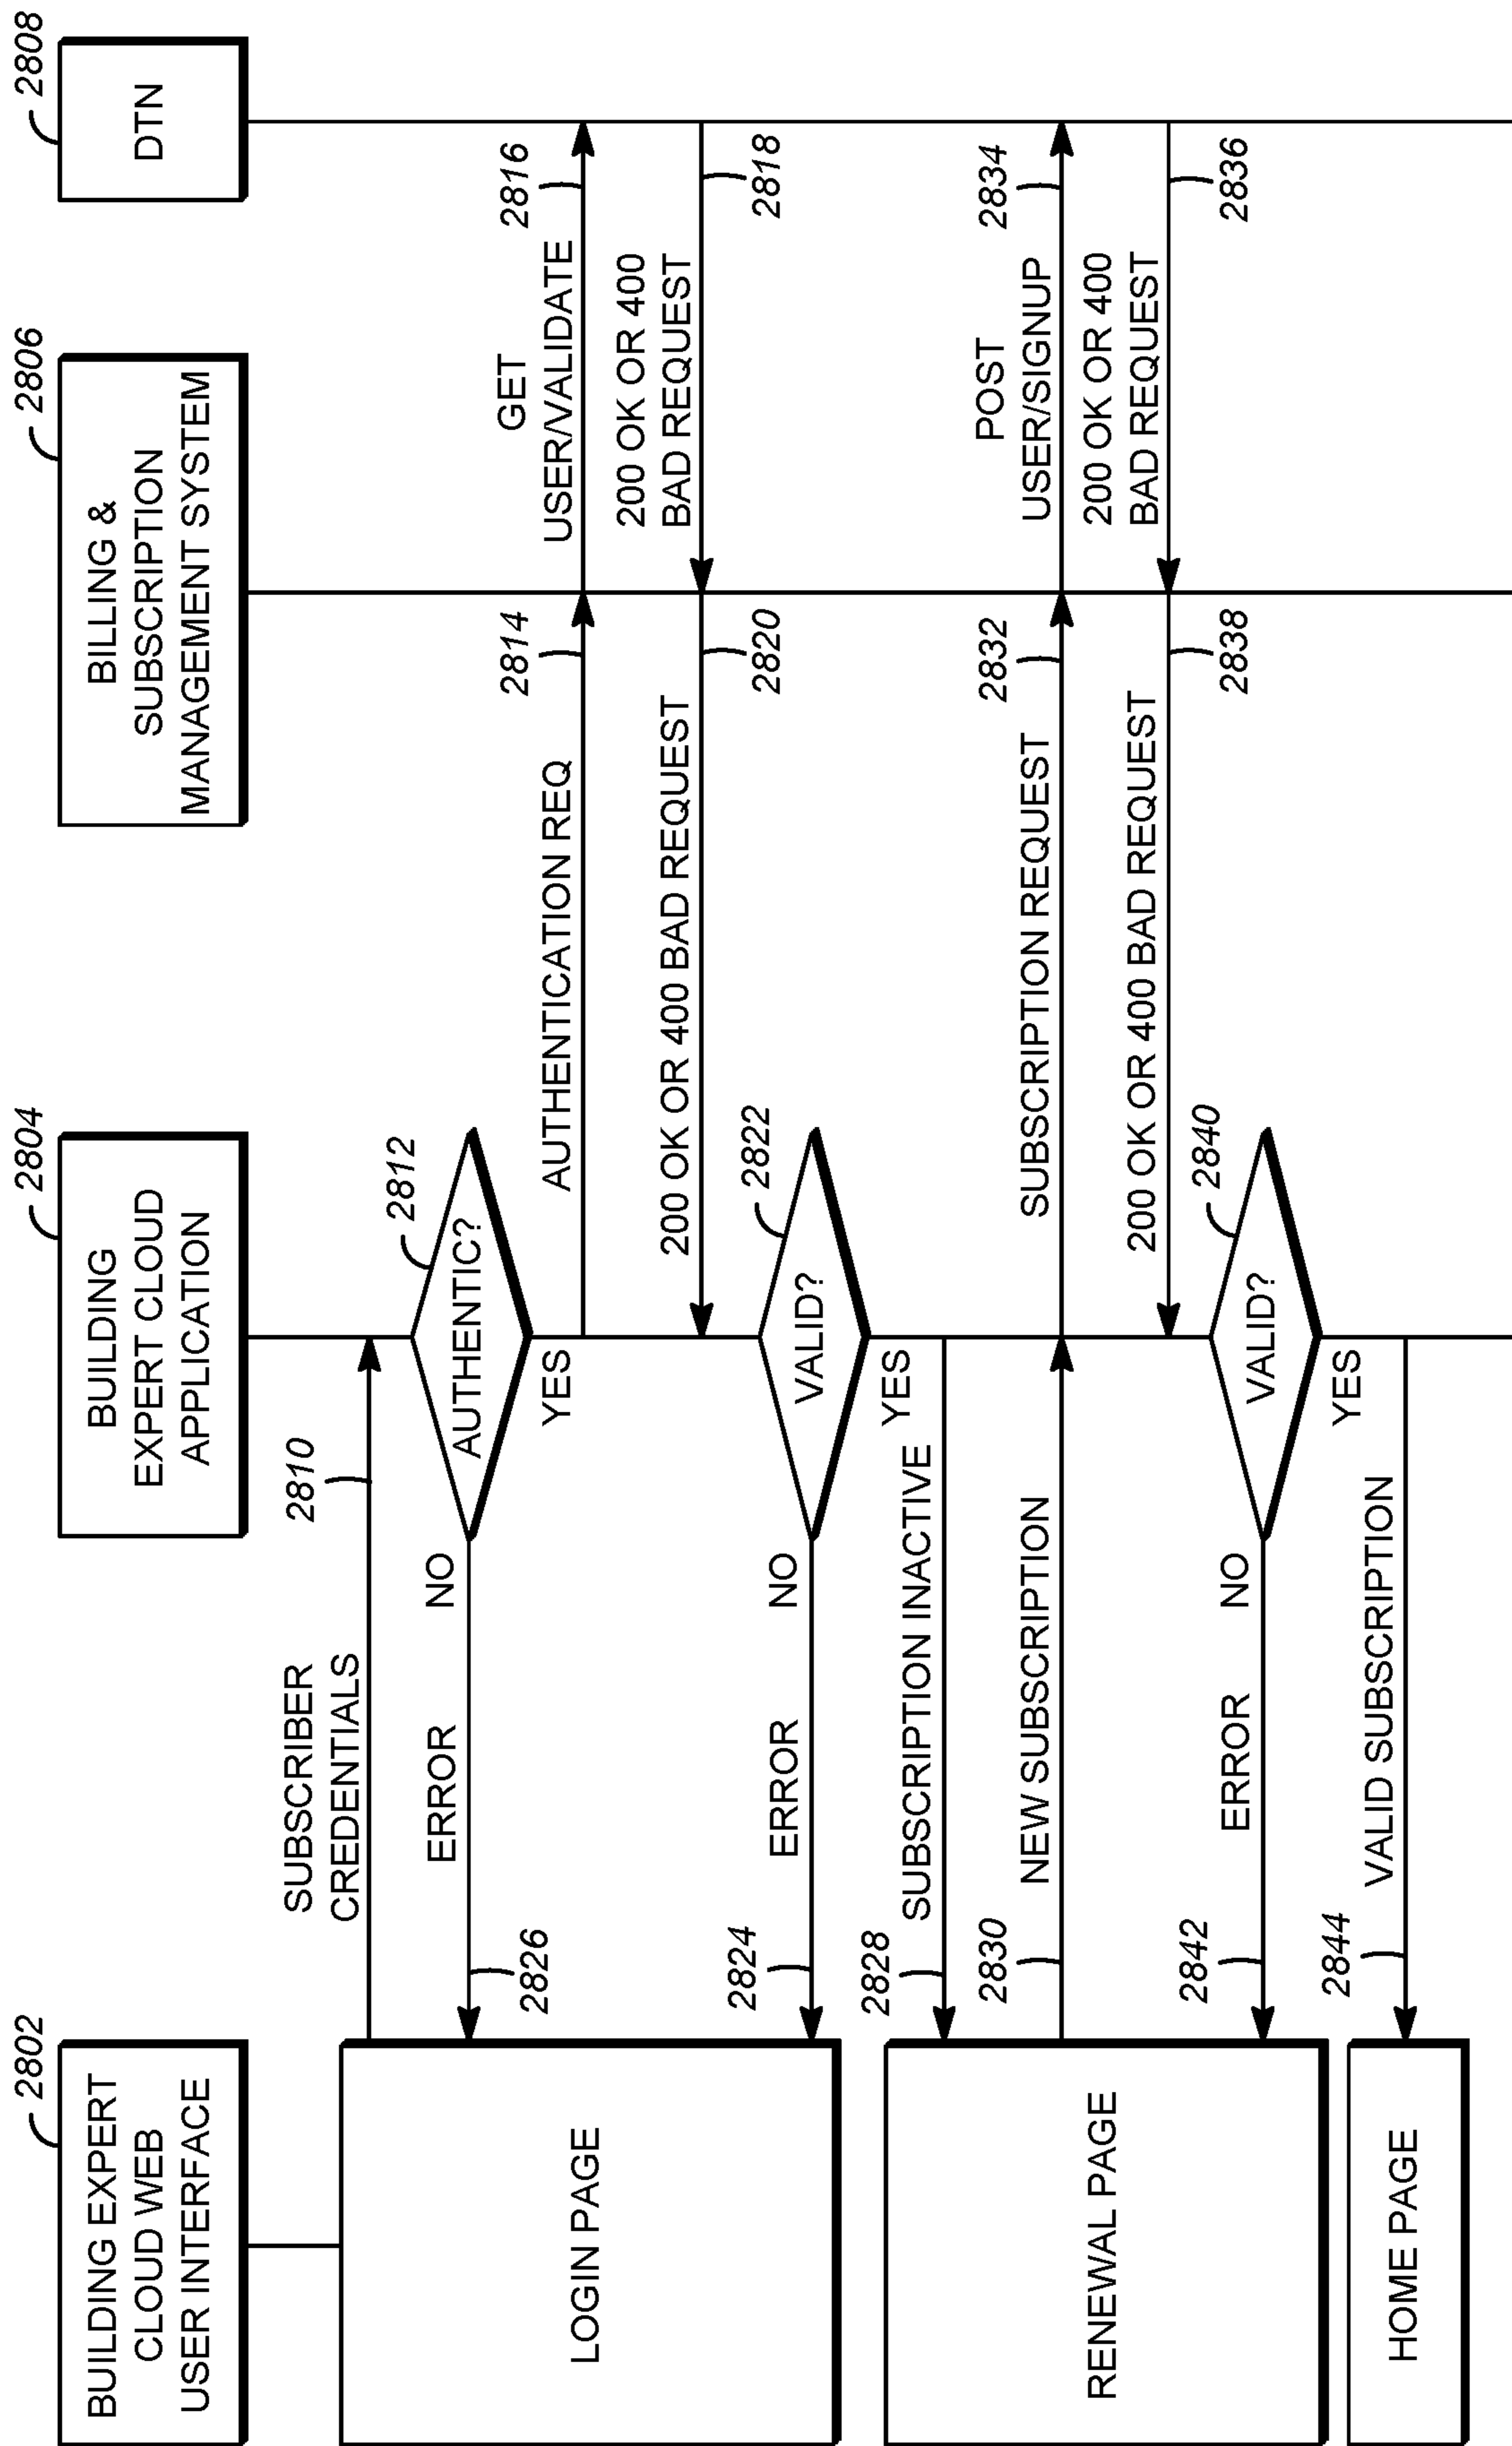 2802
BUILDING EXPERT
CLOUD WEB
USER INTERFACE
2804
BUILDING
EXPERT CLOUD
APPLICATION
2806
BILLING &
SUBSCRIPTION
MANAGEMENT SYSTEM
2808
DTN
SUBSCRIBER
CREDENTIALS
2810
2812
AUTHENTIC?
NO
ERROR
2826
YES
AUTHENTICATION REQ
2814
GET
USER/VALIDATE
2816
LOGIN PAGE
200 OK OR 400
BAD REQUEST
2818
200 OK OR 400 BAD REQUEST
2820
2822
VALID?
NO
ERROR
2824
YES
SUBSCRIPTION INACTIVE
2828
NEW SUBSCRIPTION
2830
SUBSCRIPTION REQUEST
2832
POST
USER/SIGNUP
2834
RENEWAL PAGE
200 OK OR 400
BAD REQUEST
2836
200 OK OR 400 BAD REQUEST
2838
2840
VALID?
NO
ERROR
2842
YES
VALID SUBSCRIPTION
2844
HOME PAGE